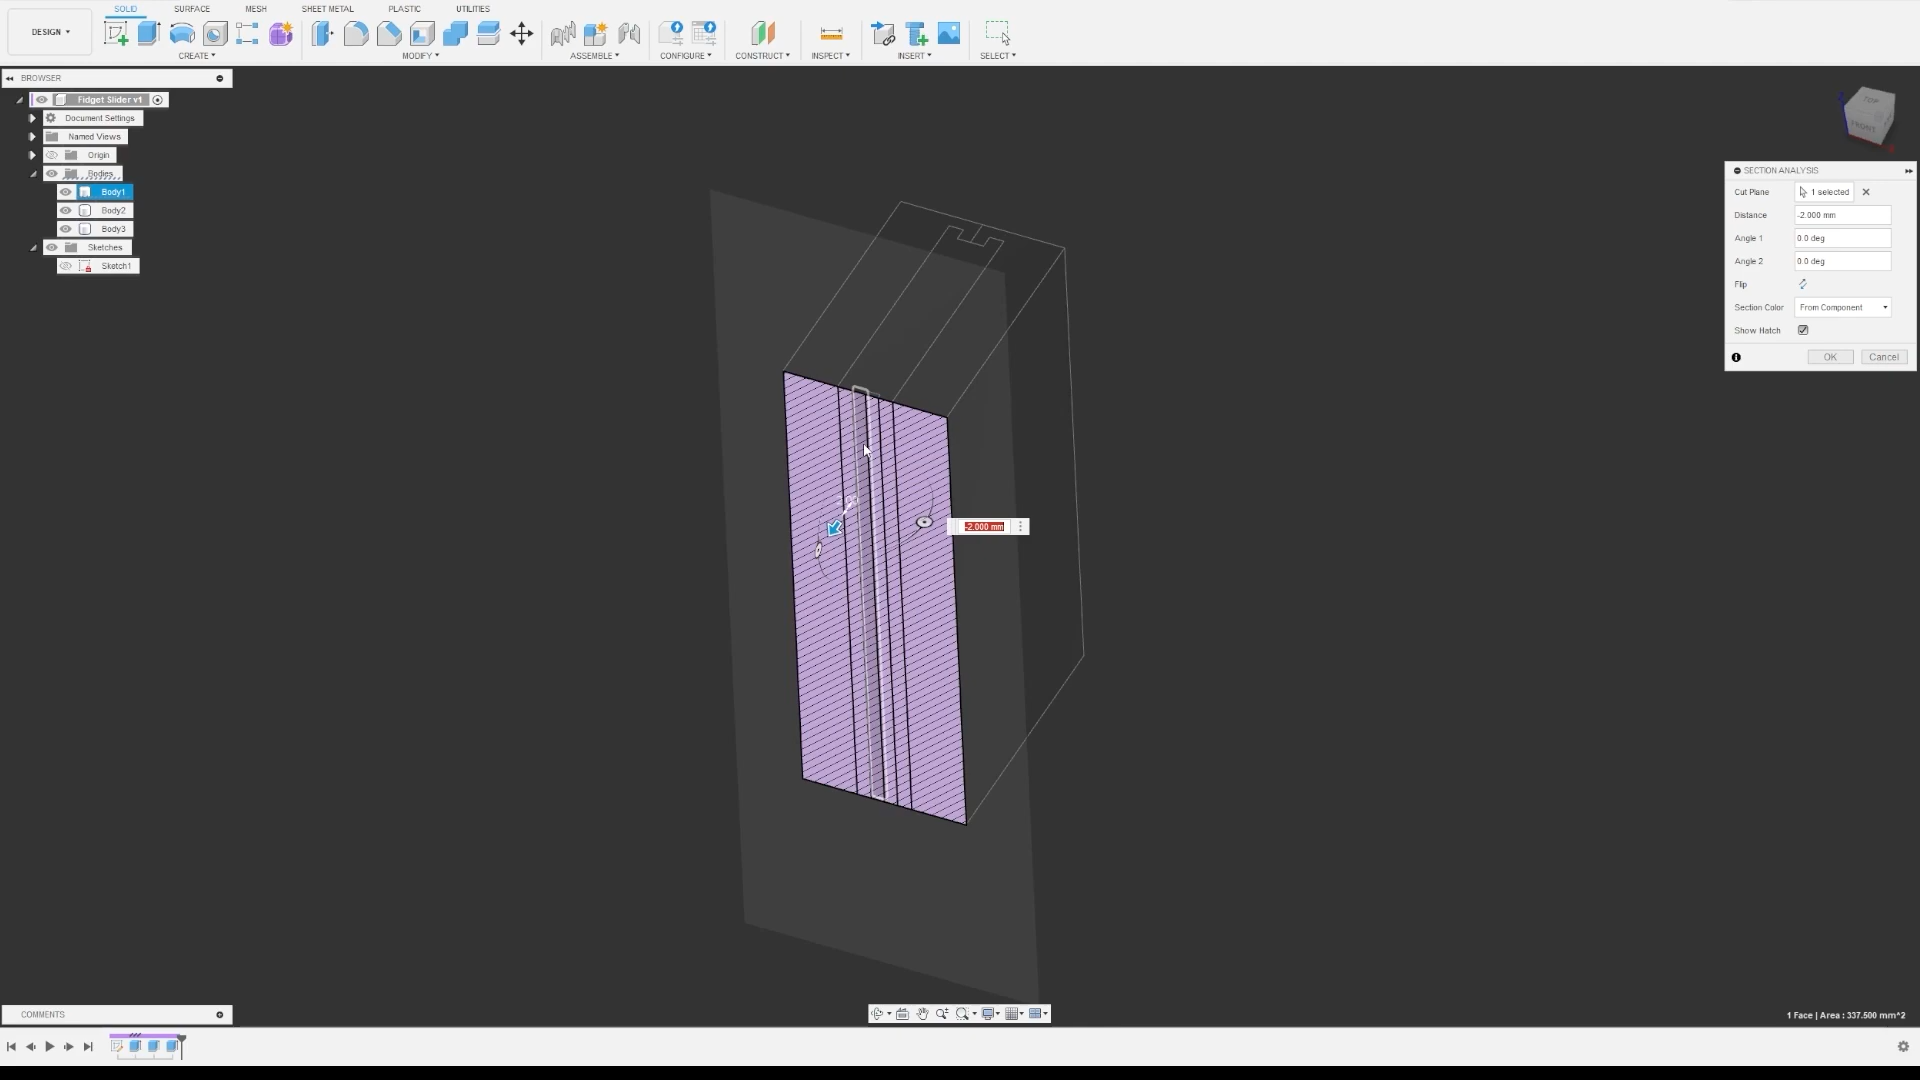 DESIGN
SOLID
SURFACE
MESH
SHEET METAL
PLASTIC
UTILITIES
CREATE
MODIFY
ASSEMBLE
CONFIGURE
CONSTRUCT
INSPECT
INSERT
SELECT
BROWSER
Fidget Slider v1
Document Settings
Named Views
Origin
Bodies
Body1
Body2
Body3
Sketches
Sketch1
TOP
FRONT
SECTION ANALYSIS
Cut Plane
1 selected
Distance
-2.000 mm
Angle 1
0.0 deg
Angle 2
0.0 deg
Flip
Section Color
From Component
Show Hatch
OK
Cancel
-2.000 mm
COMMENTS
1 Face | Area : 337.500 mm^2